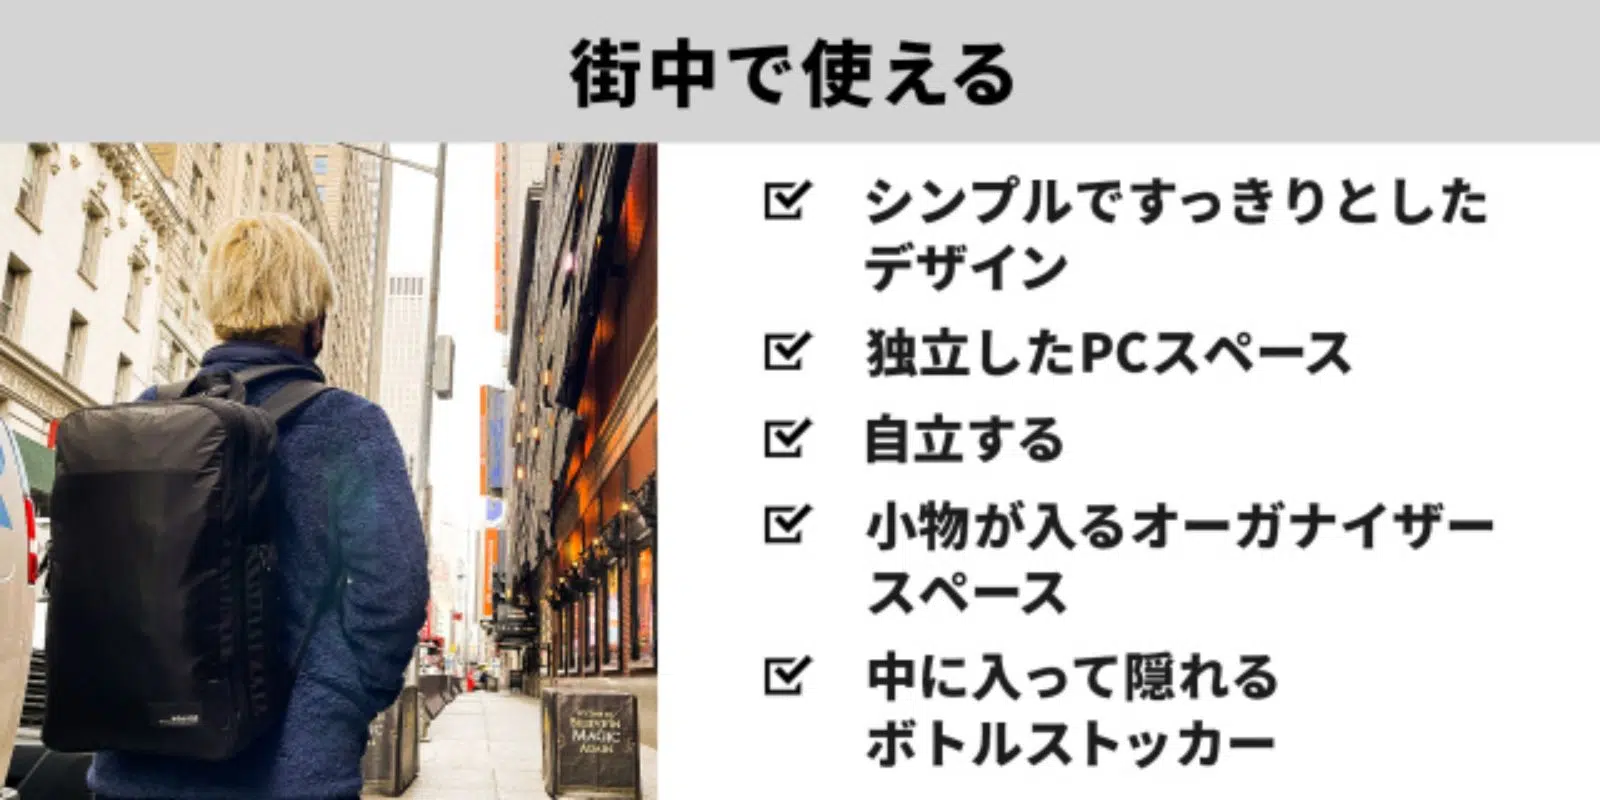 街中で使える
シンプルですっきりとした
デザイン
独立したPCスペース
自立する
小物が入るオーガナイザー
スペース
中に入って隠れる
ボトルストッカー
MAGIC
AGAIN